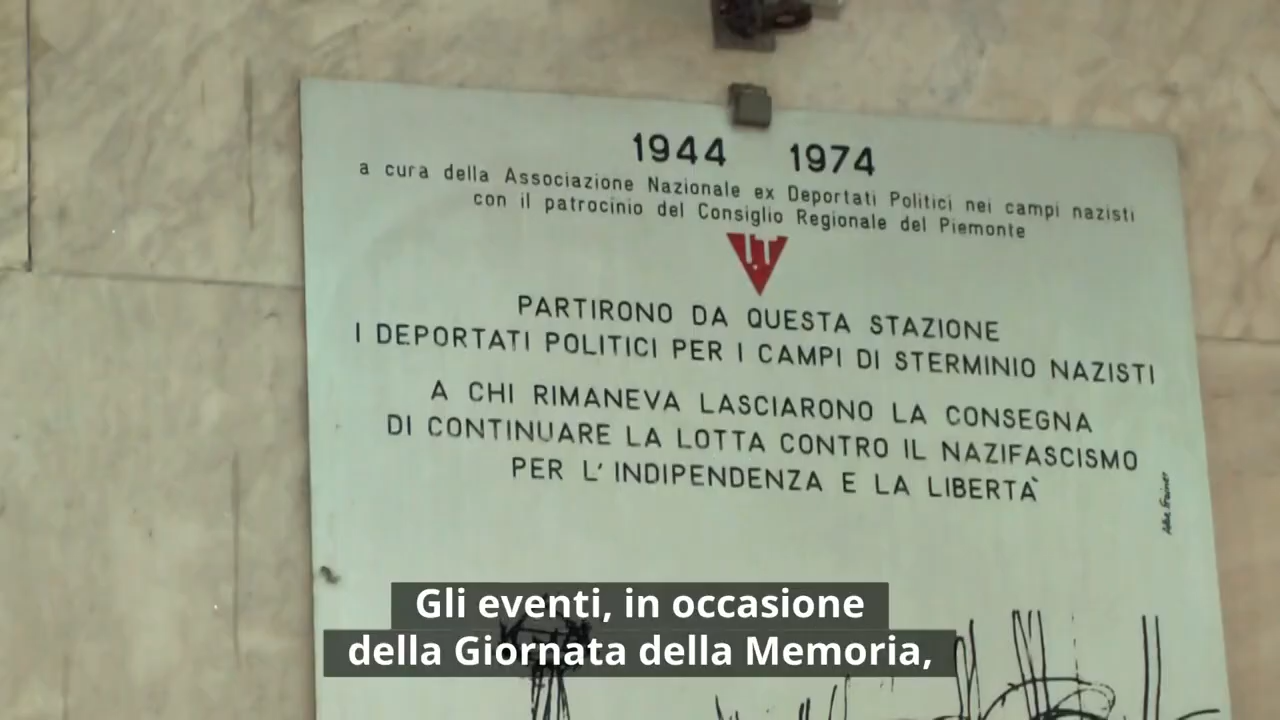 1944 1974
a cura della Associazione Nazionale ex Deportati Politici nei campi nazisti
con il patrocinio del Consiglio Regionale del Piemonte
IT
PARTIRONO DA QUESTA STAZIONE
I DEPORTATI POLITICI PER I CAMPI DI STERMINIO NAZISTI
A CHI RIMANEVA LASCIARONO LA CONSEGNA
DI CONTINUARE LA LOTTA CONTRO IL NAZIFASCISMO
PER L' INDIPENDENZA E LA LIBERTÀ
Gli eventi, in occasione
della Giornata della Memoria,